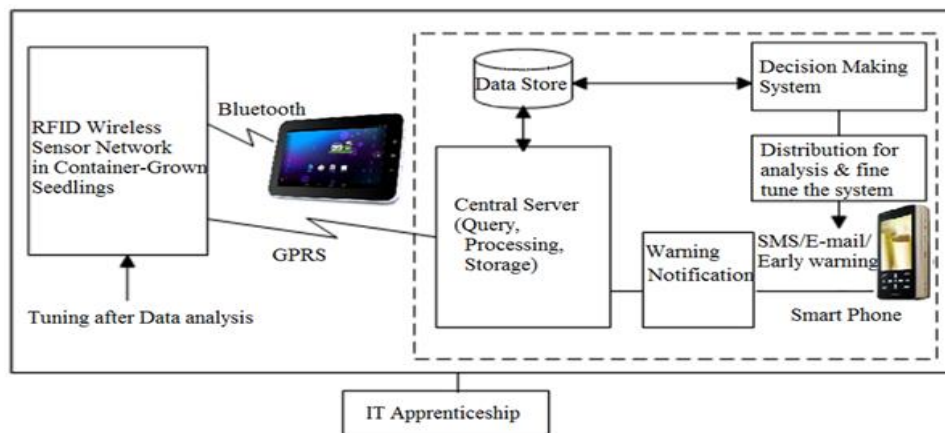 RFID Wireless
Sensor Network
in Container-Grown
Seedlings
Bluetooth
GPRS
Tuning after Data analysis
Data Store
Central Server
(Query,
Processing,
Storage)
Decision Making
System
Distribution for
analysis & fine
tune the system
Warning
Notification
SMS/E-mail/
Early warning
Smart Phone
IT Apprenticeship